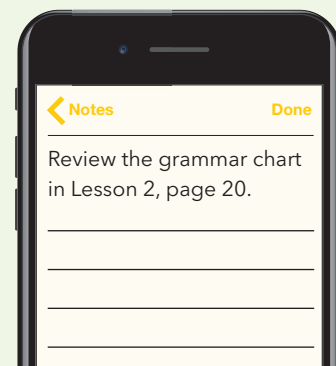 Notes Done
Review the grammar chart
in Lesson 2, page 20.